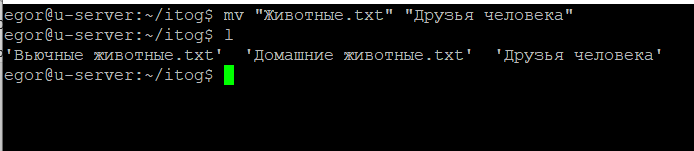 egor@u-server:~/itog$ mv "Животные.txt" "Друзья человека"
egor@u-server:~/itog$ l
'Вьючные животные.txt'  'Домашние животные.txt'  'Друзья человека'
egor@u-server:~/itog$